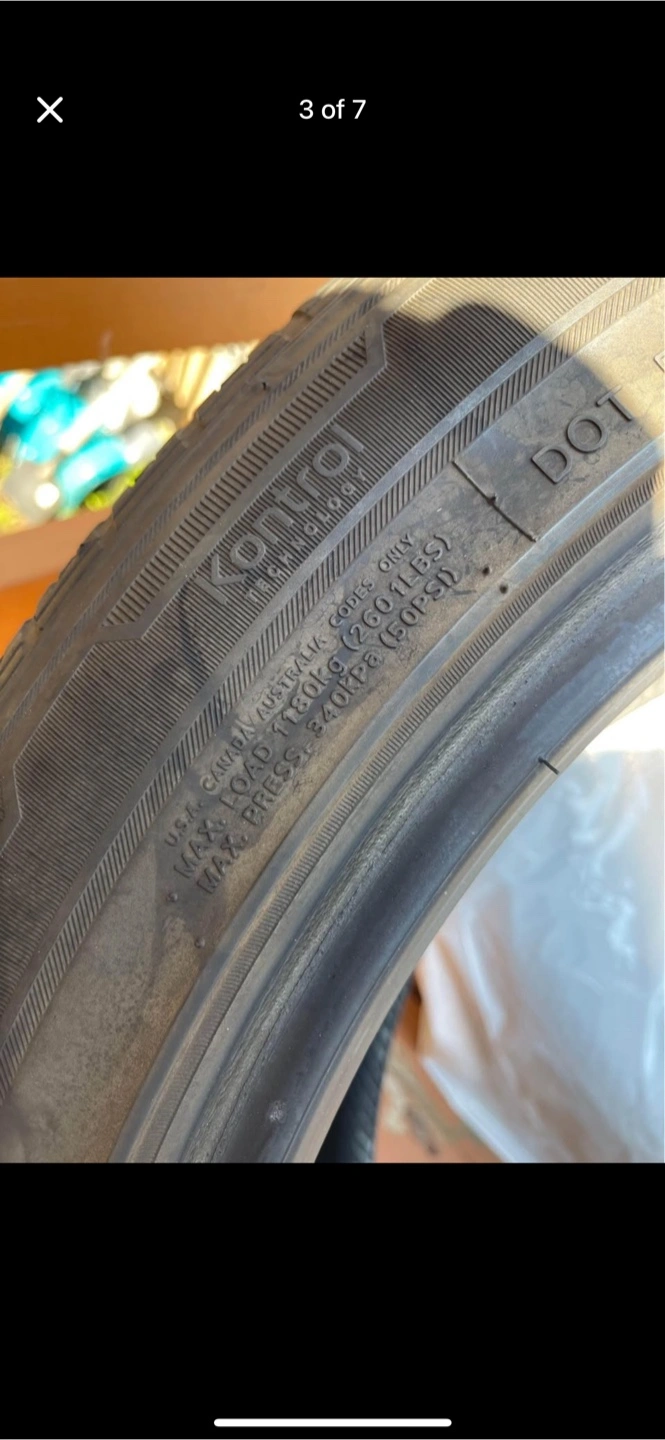 3 of 7
Kontrol
TECHNOLOGY
DOT
U.S.A. CANADA, AUSTRALIA CODES ONLY
MAX. LOAD 1180kg (2601LBS)
MAX. PRESS. 340kPa (50PSI)